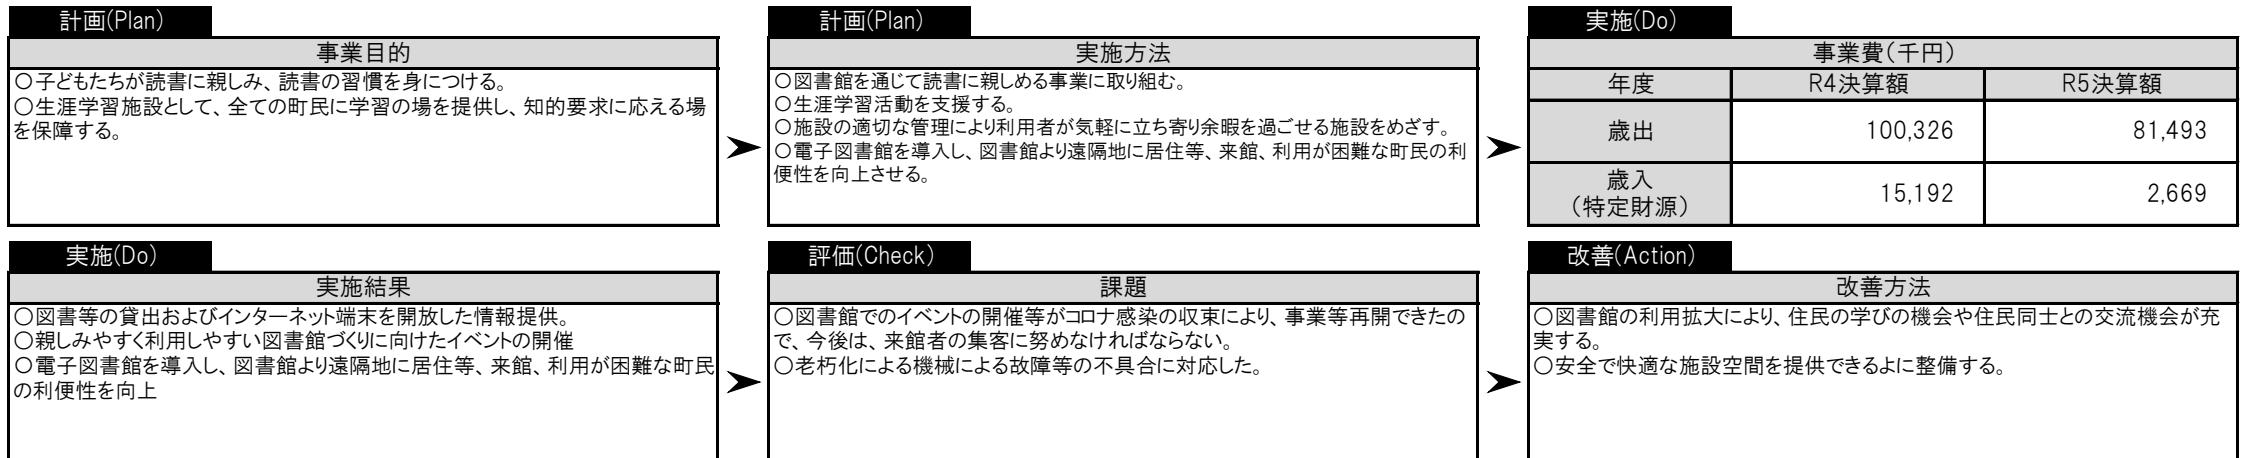 計画(Plan)
事業目的
○子どもたちが読書に親しみ、読書の習慣を身につける。
○生涯学習施設として、全ての町民に学習の場を提供し、知的要求に応える場
を保障する。
計画(Plan)
実施方法
○図書館を通じて読書に親しめる事業に取り組む。
○生涯学習活動を支援する。
○施設の適切な管理により利用者が気軽に立ち寄り余暇を過ごせる施設をめざす。
○電子図書館を導入し、図書館より遠隔地に居住等、来館、利用が困難な町民の利
便性を向上させる。
実施(Do)
事業費(千円)
年度 R4決算額 R5決算額
歳出 100,326 81,493
歳入
(特定財源) 15,192 2,669
実施(Do)
実施結果
○図書等の貸出およびインターネット端末を開放した情報提供。
○親しみやすく利用しやすい図書館づくりに向けたイベントの開催
○電子図書館を導入し、図書館より遠隔地に居住等、来館、利用が困難な町民
の利便性を向上
評価(Check)
課題
○図書館でのイベントの開催等がコロナ感染の収束により、事業等再開できたの
で、今後は、来館者の集客に努めなければならない。
○老朽化による機械による故障等の不具合に対応した。
改善(Action)
改善方法
○図書館の利用拡大により、住民の学びの機会や住民同士との交流機会が充
実する。
○安全で快適な施設空間を提供できるよに整備する。